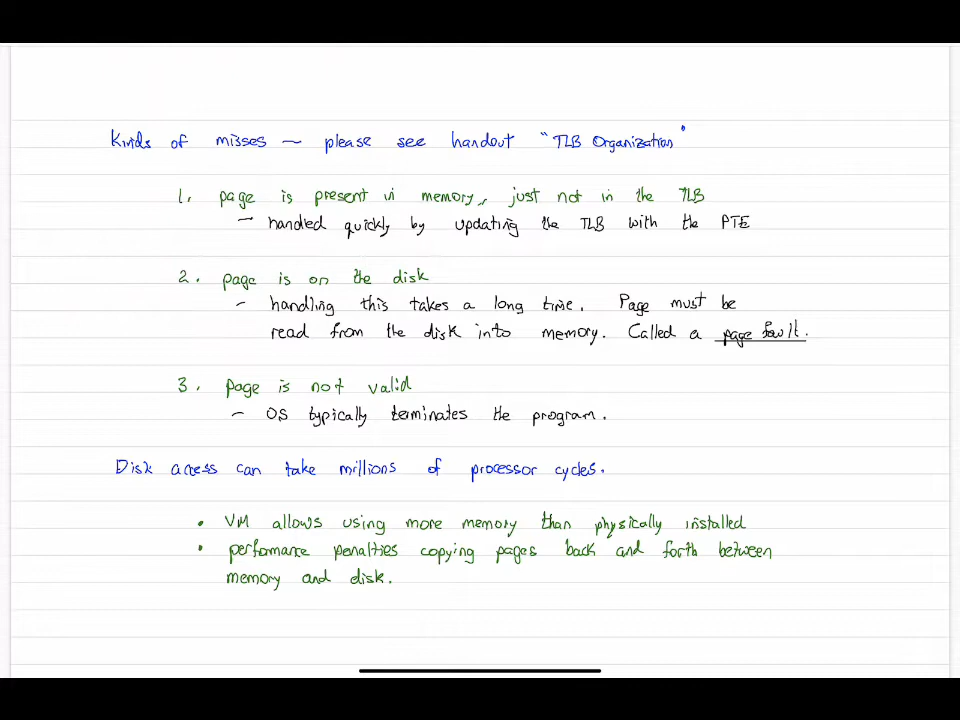 Kinds of misses — please see handout "TLB Organization"
1. page is present in memory, just not in the TLB
– handled quickly by updating the TLB with the PTE
2. page is on the disk
– handling this takes a long time. Page must be
read from the disk into memory. Called a page fault.
3. page is not valid
– OS typically terminates the program.
Disk access can take millions of processor cycles.
• VM allows using more memory than physically installed
• performance penalties copying pages back and forth between
memory and disk.